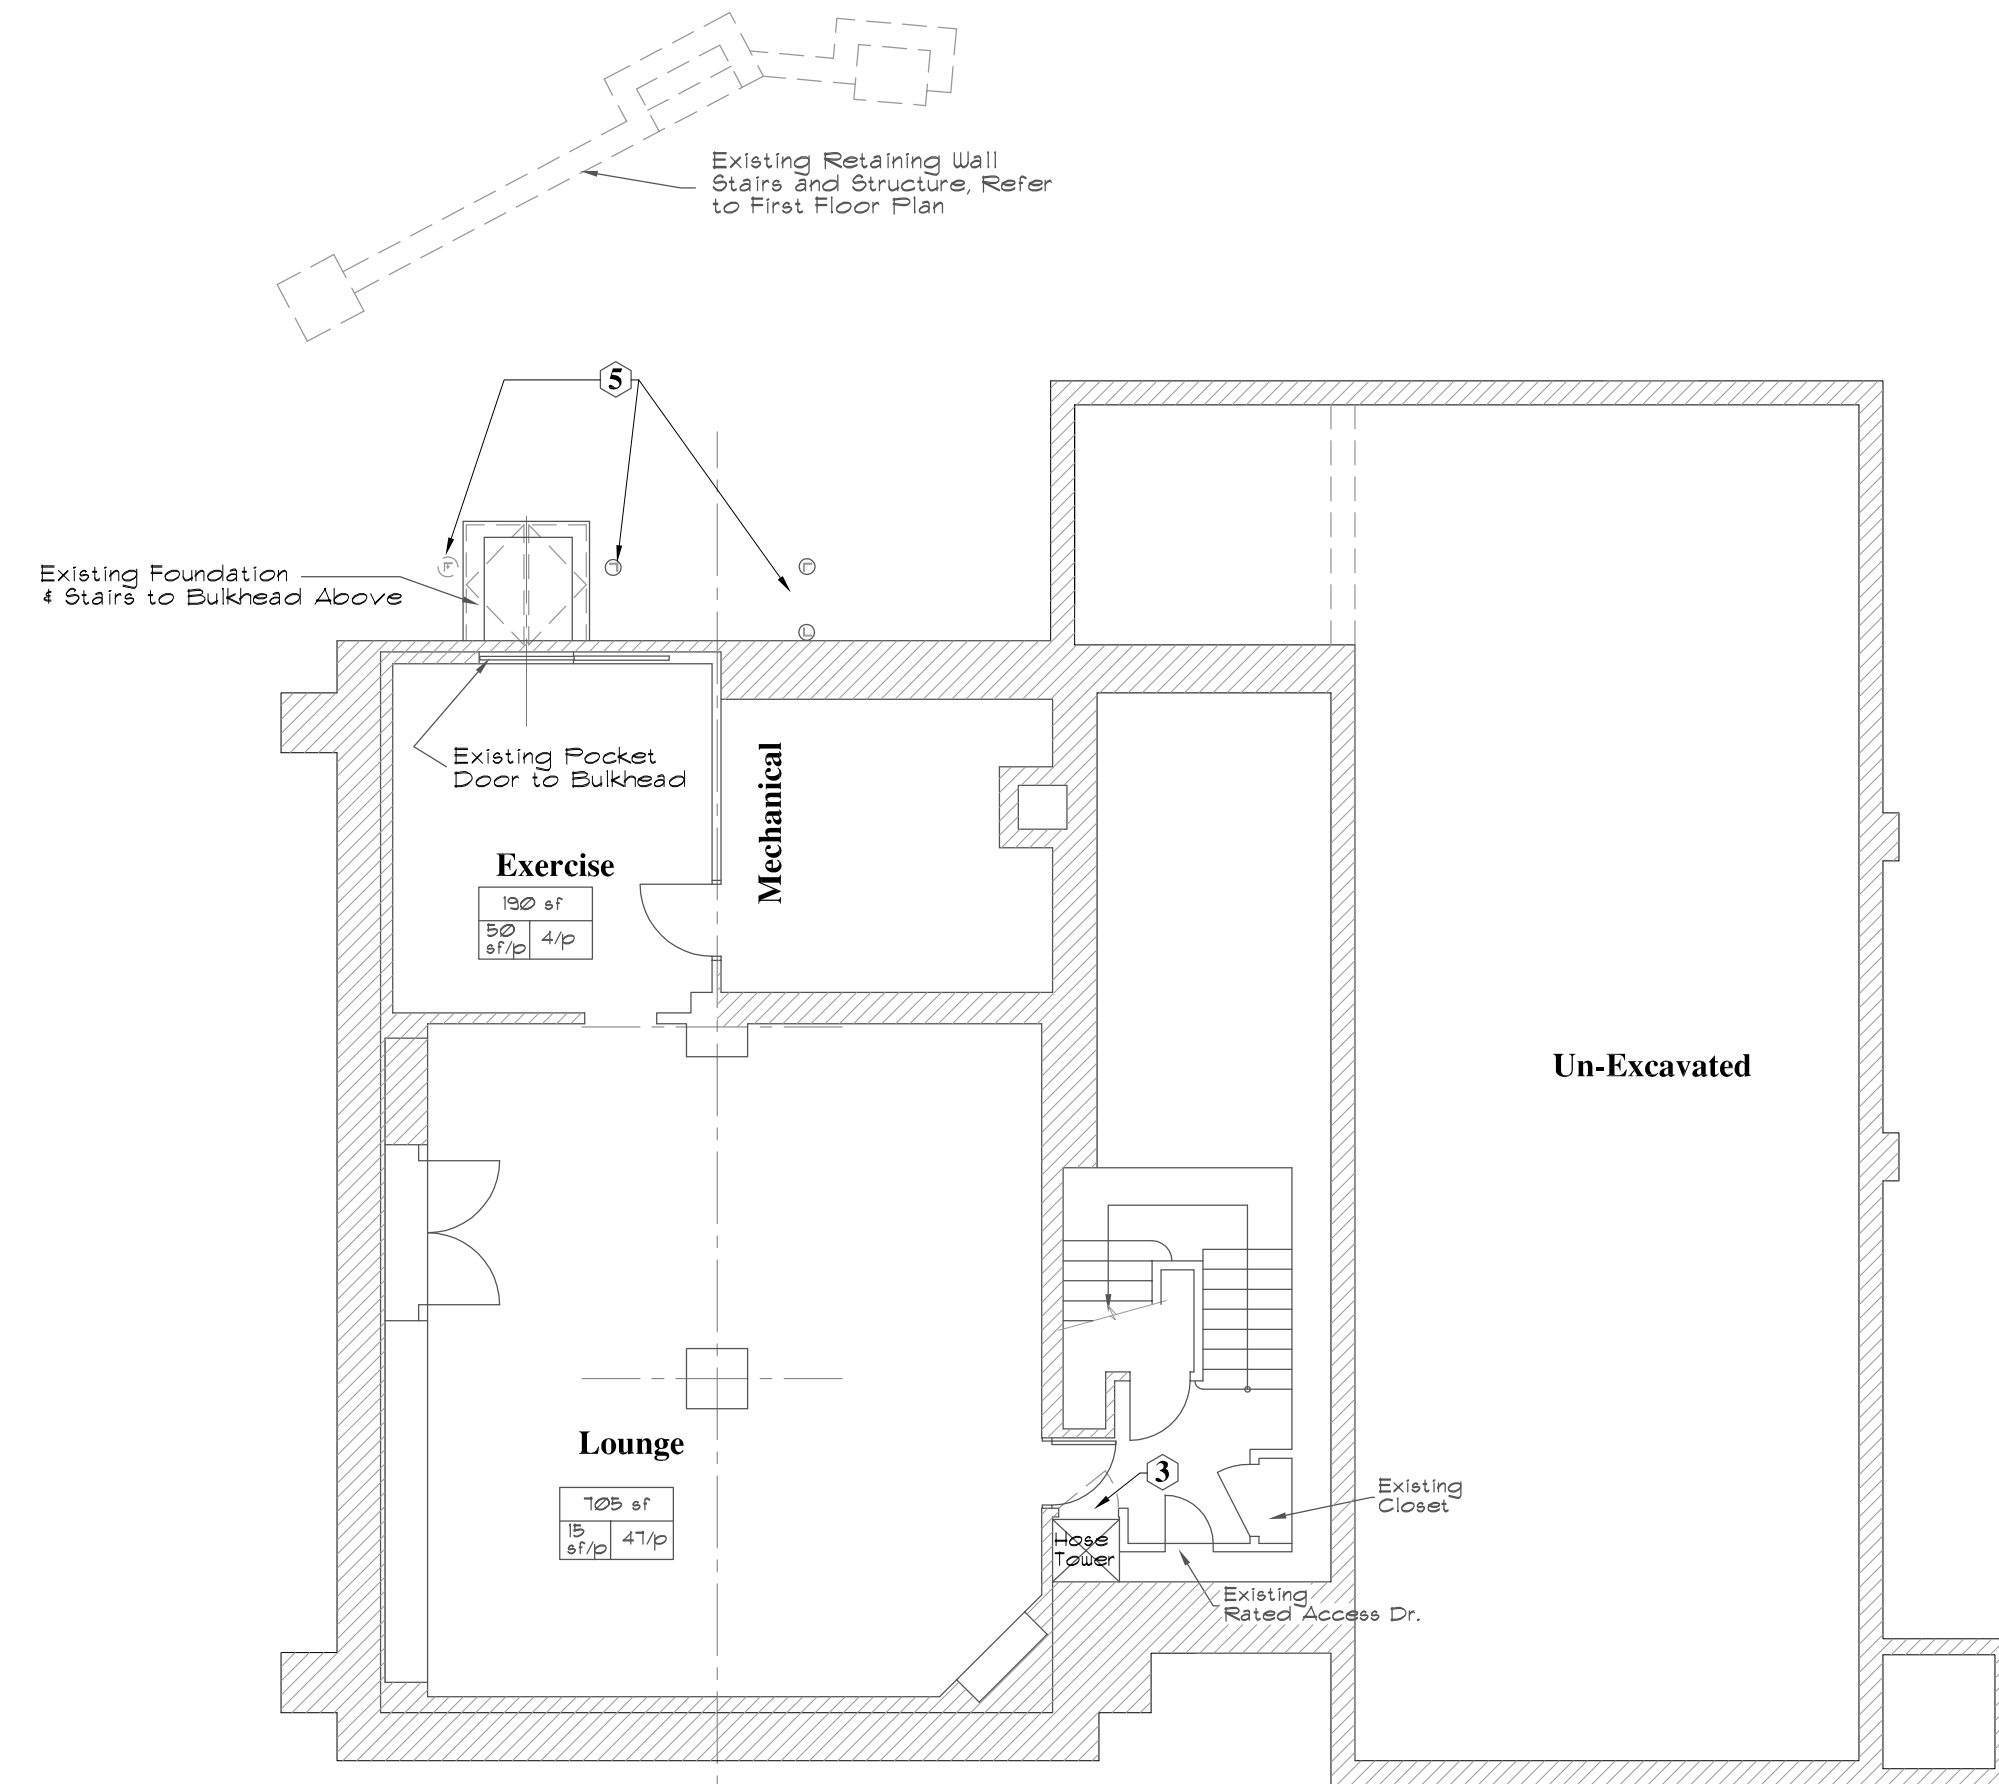 Existing Retaining Wall
Stairs and Structure, Refer
to First Floor Plan
5
Existing Foundation
& Stairs to Bulkhead Above
Existing Pocket
Door to Bulkhead
Mechanical
Exercise
190 sf
50
sf/p
4/p
Un-Excavated
Lounge
705 sf
15
sf/p
47/p
3
Existing
Closet
Hose
Tower
Existing
Rated Access Dr.